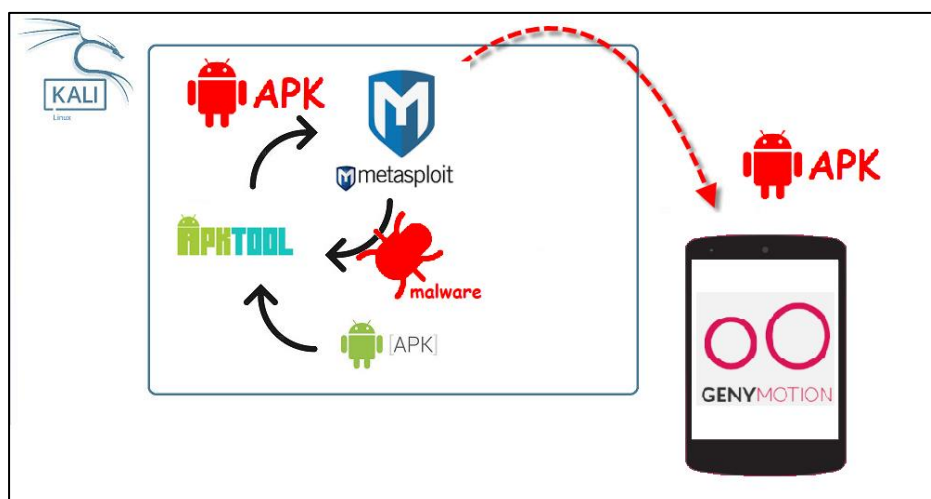 KALI
Linux
APK
metasploit
APKTOOL
malware
[APK]
APK
GENYMOTION